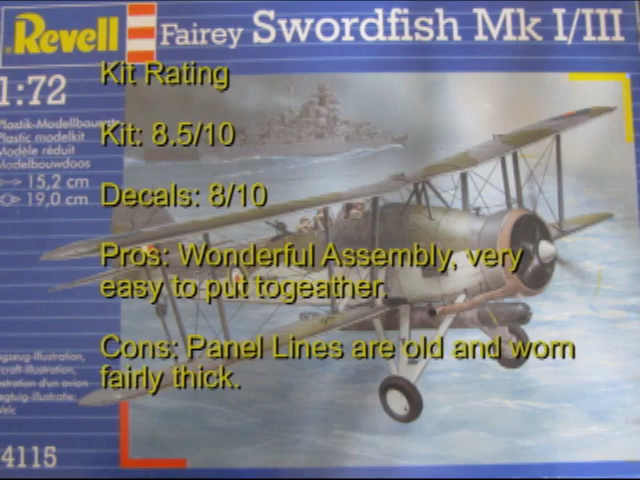 Revell
Fairey Swordfish Mk I/III
1:72
Kit Rating
Plastik-Modellbausatz
Plastic modelkit
Modèle réduit
Modelbouwdoos
Kit: 8.5/10
15,2 cm
19,0 cm
Decals: 8/10
Pros: Wonderful Assembly, very
easy to put togeather.
Cons: Panel Lines are old and worn
fairly thick.
4115